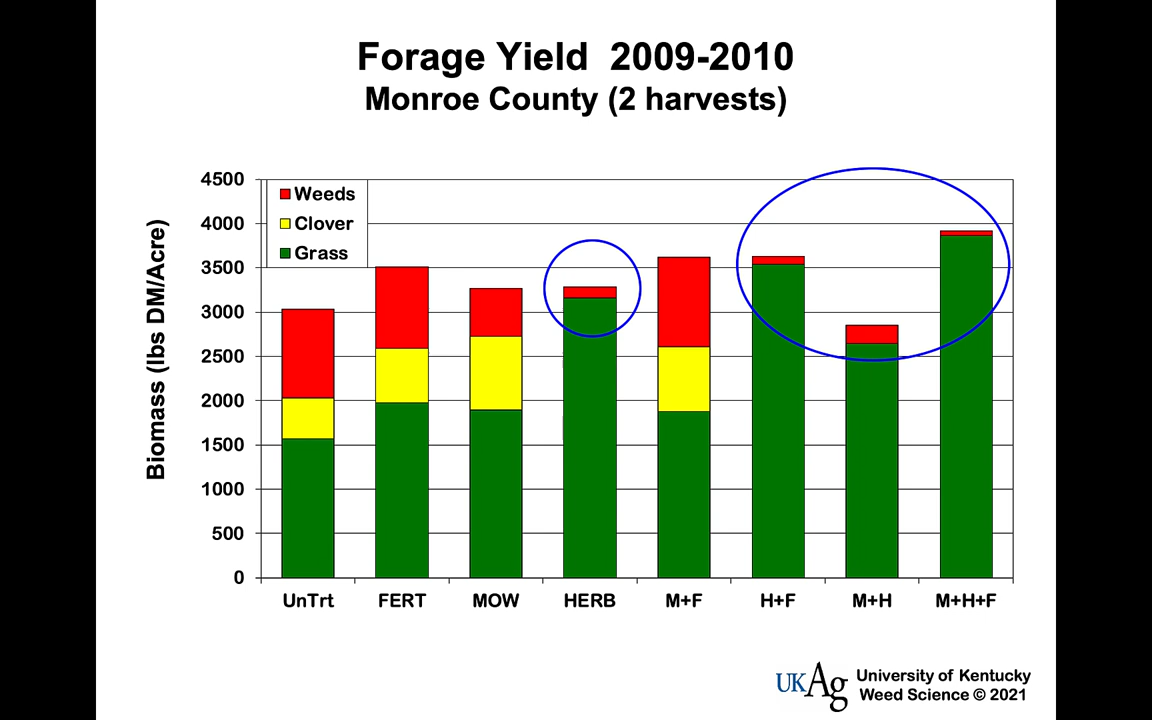 Forage Yield 2009-2010
Monroe County (2 harvests)
Biomass (lbs DM/Acre)
4500
4000
3500
3000
2500
2000
1500
1000
500
0
Weeds
Clover
Grass
UnTrt FERT MOW HERB M+F H+F M+H M+H+F
UKAg
University of Kentucky
Weed Science © 2021